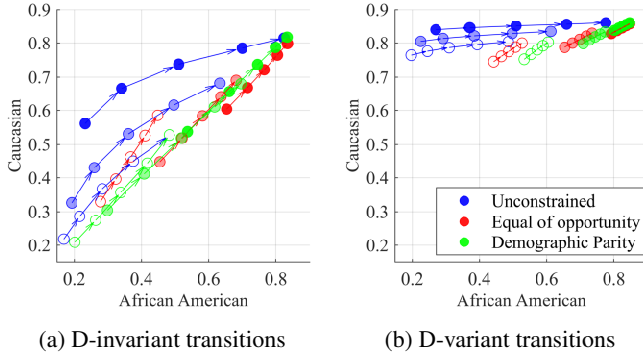 0.9
0.8
0.7
0.6
0.5
0.4
0.3
0.2
Caucasian
0.2 0.4 0.6 0.8
African American
(a) D-invariant transitions
0.9
0.8
0.7
0.6
0.5
0.4
0.3
0.2
Caucasian
Unconstrained
Equal of opportunity
Demographic Parity
0.2 0.4 0.6 0.8
African American
(b) D-variant transitions